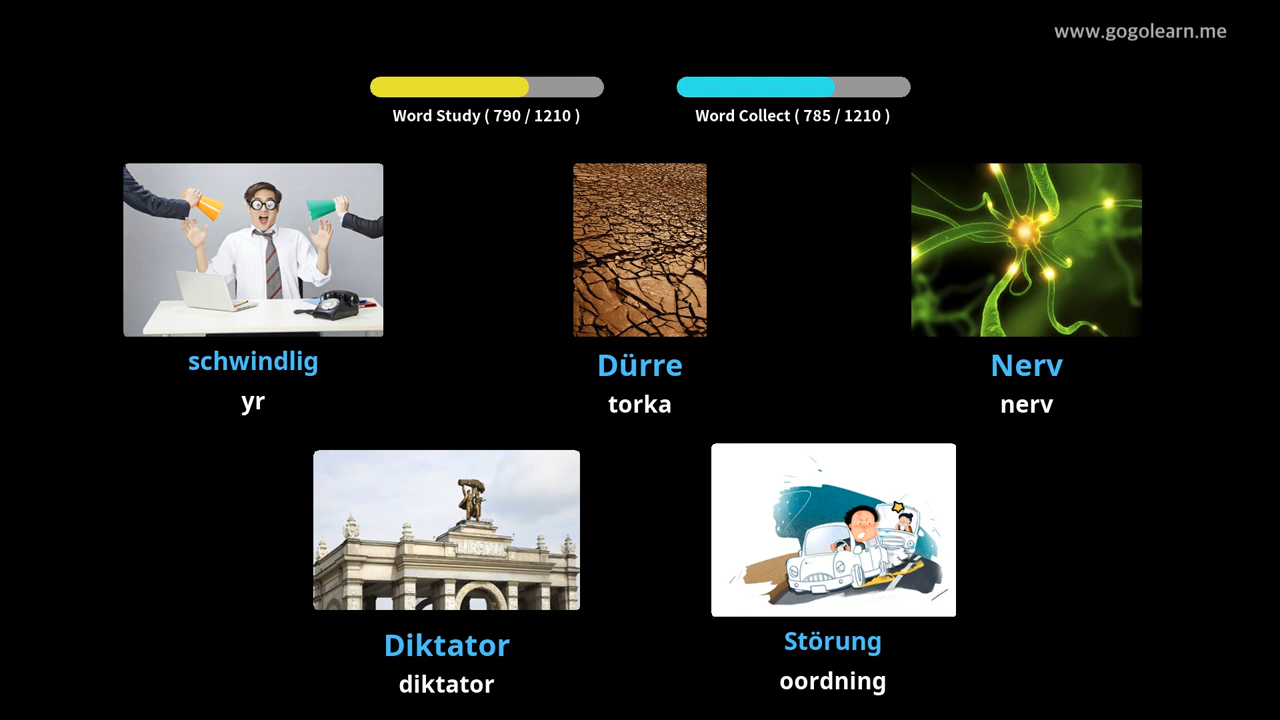 www.gogolearn.me
Word Study ( 790 / 1210 )
Word Collect ( 785 / 1210 )
schwindlig
yr
Dürre
torka
Nerv
nerv
Diktator
diktator
Störung
oordning